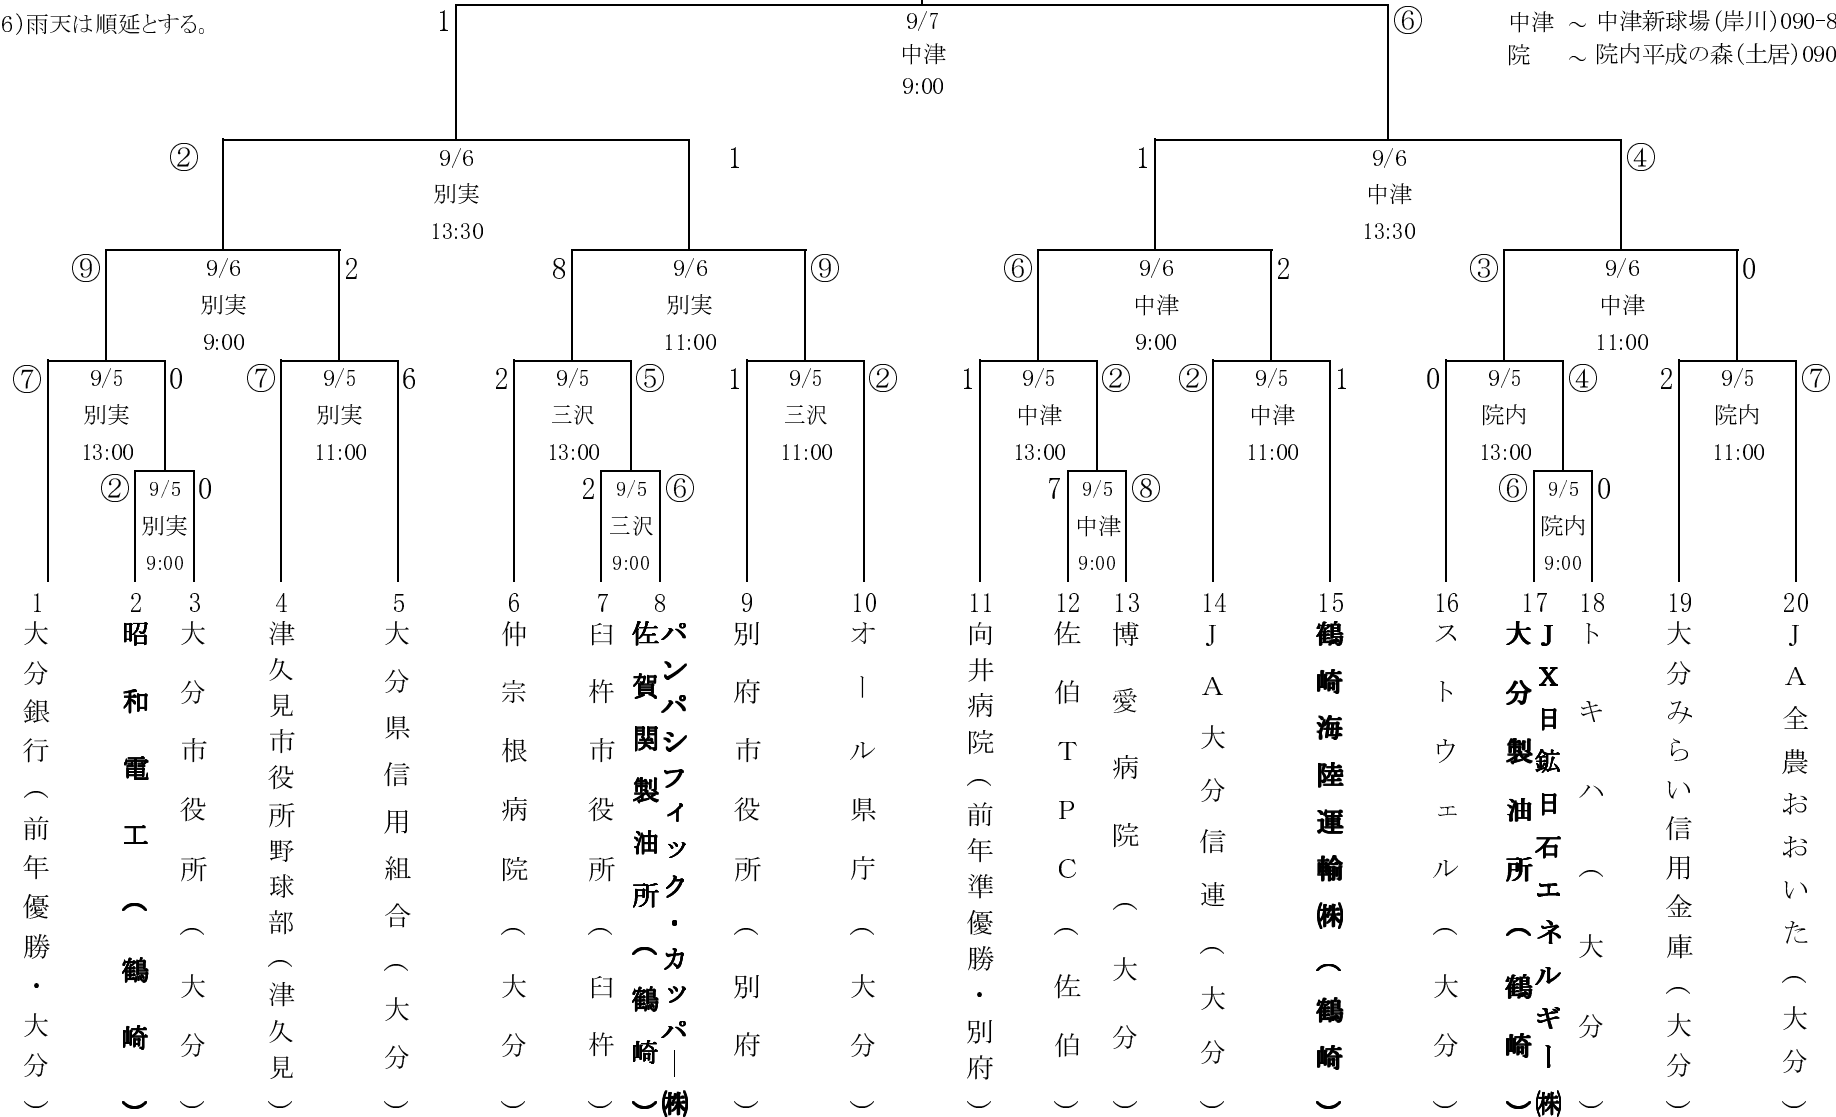 6)雨天は順延とする。
中津 ～ 中津新球場(岸川)090-8
院 ～ 院内平成の森(土居)090
1 9/7 ⑥
中津
9:00
② 9/6 1
別実
13:30
1 9/6 ④
中津
13:30
⑨ 9/6 2
別実
9:00
8 9/6 ⑨
別実
11:00
⑥ 9/6 2
中津
9:00
③ 9/6 0
中津
11:00
⑦ 9/5 0
別実
13:00
⑦ 9/5 6
別実
11:00
2 9/5 ⑤
三沢
13:00
1 9/5 ②
三沢
11:00
1 9/5 ②
中津
13:00
② 9/5 1
中津
11:00
0 9/5 ④
院内
13:00
2 9/5 ⑦
院内
11:00
② 9/5 0
別実
9:00
2 9/5 ⑥
三沢
9:00
7 9/5 ⑧
中津
9:00
⑥ 9/5 0
院内
9:00
1
大分銀行(前年優勝・大分)
2
昭和電工(鶴崎)
3
大分市役所(大分)
4
津久見市役所野球部(津久見)
5
大分県信用組合(大分)
6
仲宗根病院(大分)
7
臼杵市役所(臼杵)
8
パンパシフィック・カッパー㈱
佐賀関製油所(鶴崎)
9
別府市役所(別府)
10
オール県庁(大分)
11
向井病院(前年準優勝・別府)
12
佐伯TPC(佐伯)
13
博愛病院(大分)
14
JA大分信連(大分)
15
鶴崎海陸運輸㈱(鶴崎)
16
ストウェル(大分)
17
JX日鉱日石エネルギー㈱
大分製油所(鶴崎)
18
トキハ(大分)
19
大分みらい信用金庫(大分)
20
JA全農おおいた(大分)